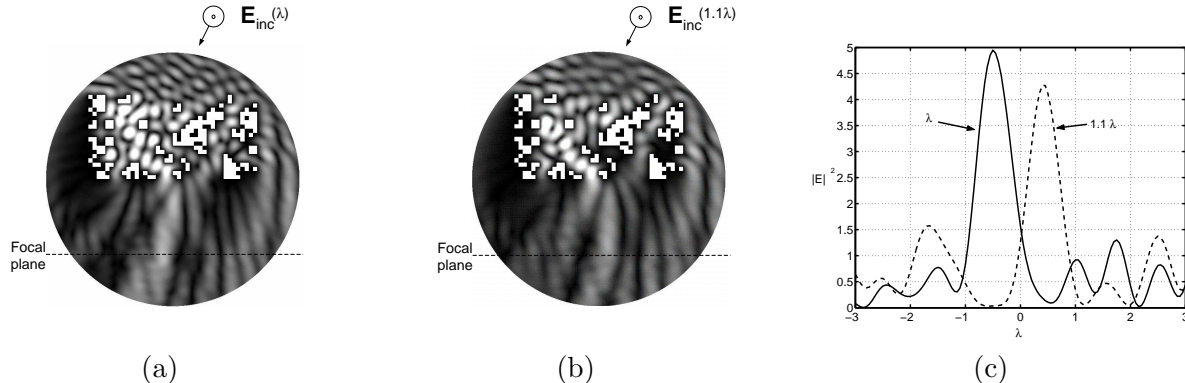 E_inc^(λ)
Focal plane
(a)
E_inc^(1.1λ)
Focal plane
(b)
5
4.5
4
3.5
3
2.5
2
1.5
1
0.5
0
|E|²
λ
1.1 λ
−3
−2
−1
0
1
2
3
λ
(c)